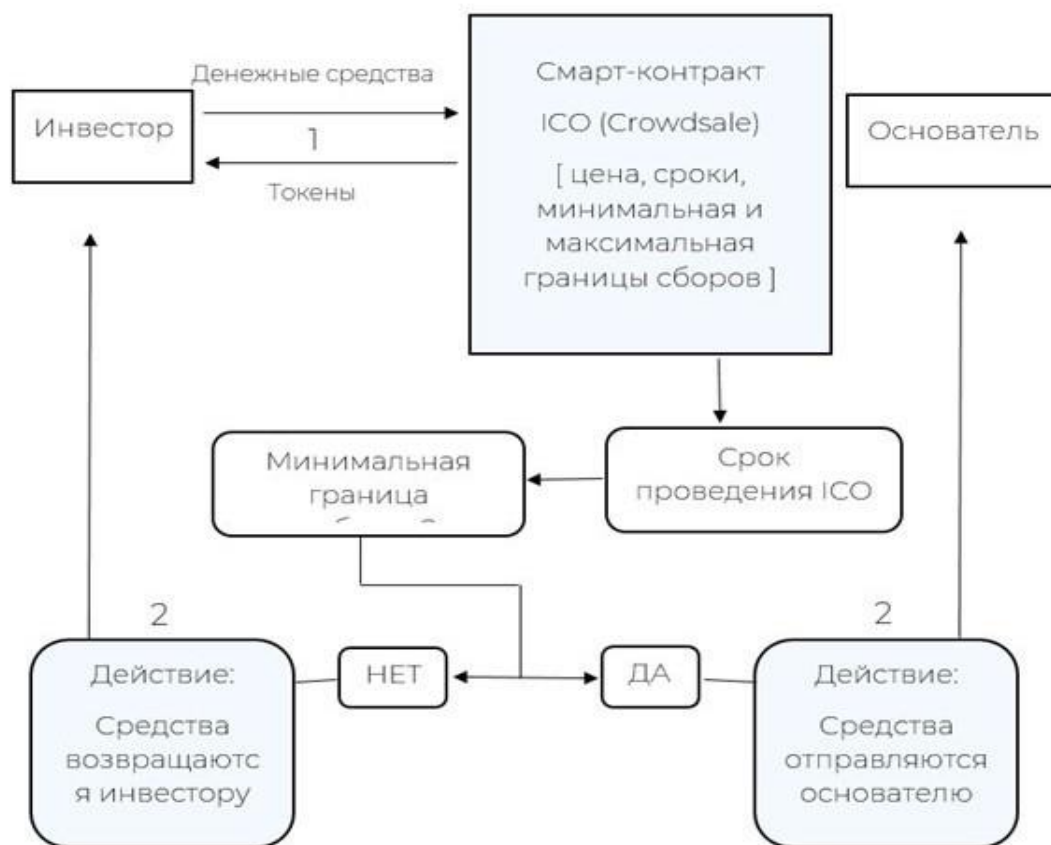 Денежные средства
Инвестор
1
Токены
Смарт-контракт
ICO (Crowdsale)
[ цена, сроки,
минимальная и
максимальная
границы сборов ]
Основатель
Срок
проведения ICO
Минимальная
граница
2
Действие:
Средства
возвращаютс
я инвестору
НЕТ
ДА
2
Действие:
Средства
отправляются
основателю